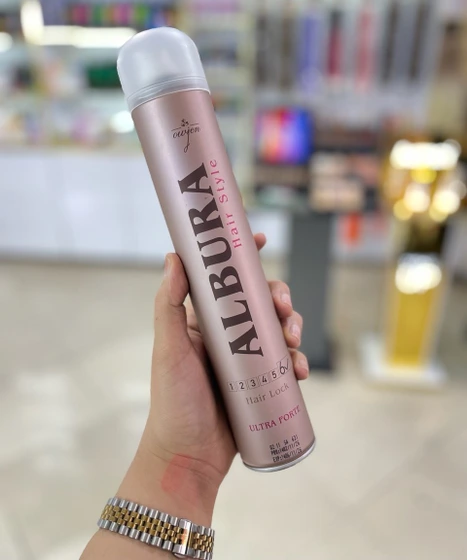 ALBURA
Hair Style
1 2 3 4 5 6
Hair Lock
ULTRA FORTE